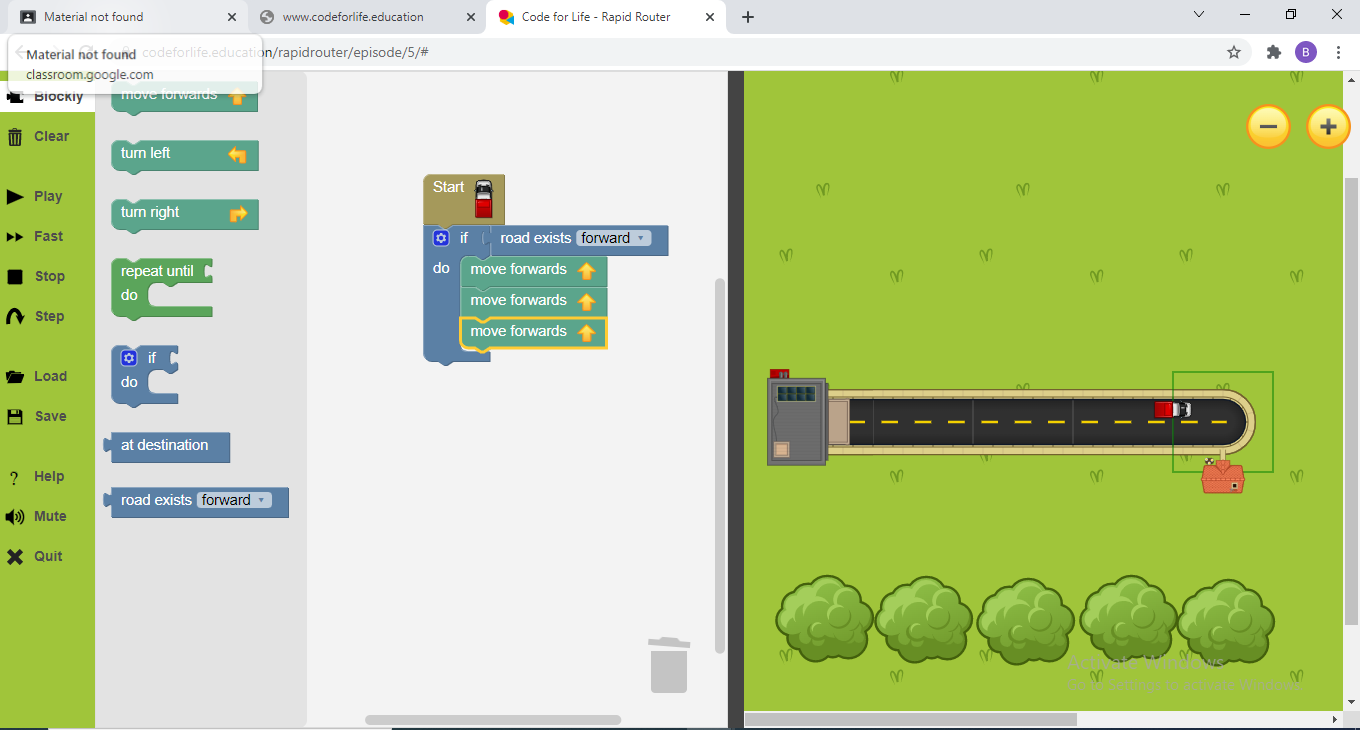 Material not found
www.codeforlife.education
Code for Life - Rapid Router
Material not found
classroom.google.com
codeforlife.education/rapidrouter/episode/5/#
B
Blockly
Clear
Play
Fast
Stop
Step
Load
Save
Help
Mute
Quit
move forwards
turn left
turn right
repeat until
do
if
do
at destination
road exists forward
Start
if road exists forward
do move forwards
move forwards
move forwards
Activate Windows
Go to Settings to activate Windows.